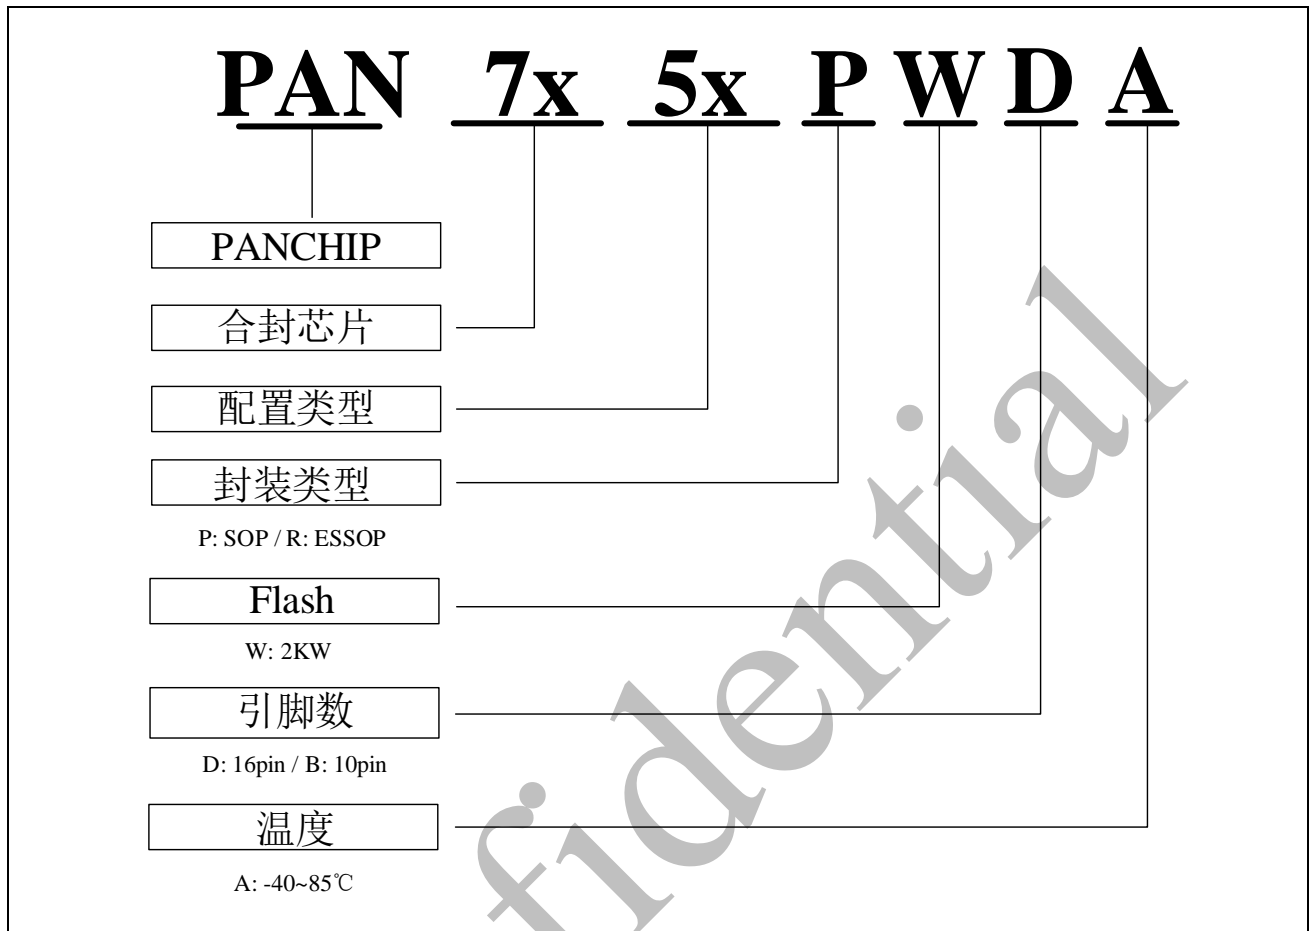 PAN 7x 5x P W D A
PANCHIP
合封芯片
配置类型
封装类型
P: SOP / R: ESSOP
Flash
W: 2KW
引脚数
D: 16pin / B: 10pin
温度
A: -40~85℃
fidential